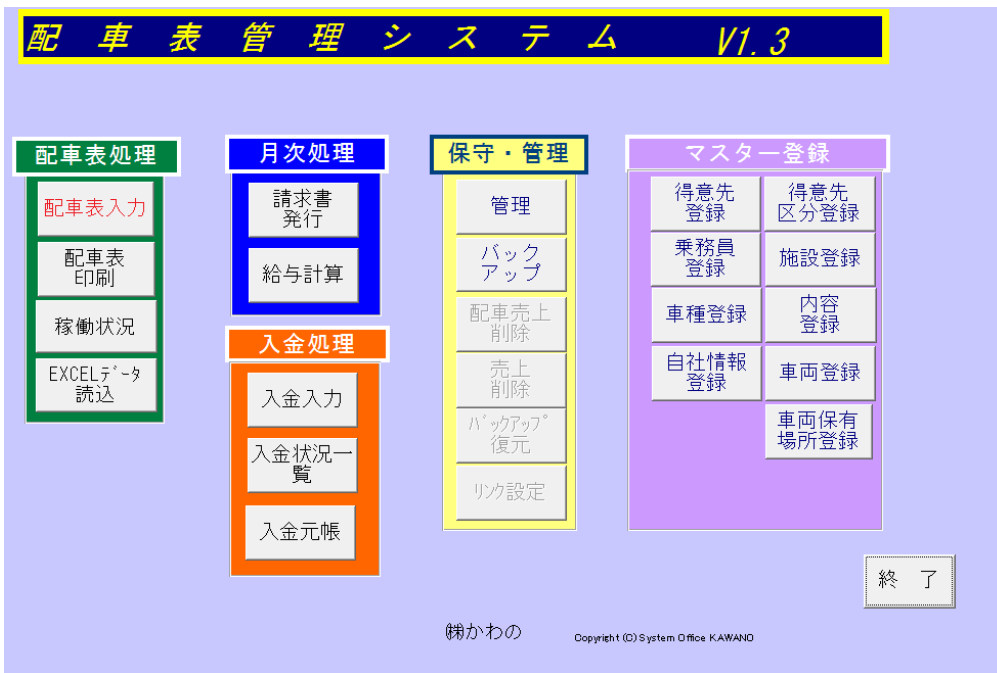 配車表管理システム V1.3
配車表処理
配車表入力
配車表
印刷
稼働状況
EXCELﾃﾞｰﾀ
読込
月次処理
請求書
発行
給与計算
入金処理
入金入力
入金状況一
覧
入金元帳
保守・管理
管理
バック
アップ
配車売上
削除
売上
削除
ﾊﾞｯｸｱｯﾌﾟ
復元
ﾘﾝｸ設定
マスター登録
得意先
登録
得意先
区分登録
乗務員
登録
施設登録
車種登録
内容
登録
自社情報
登録
車両登録
車両保有
場所登録
終 了
㈱かわの
Copyright (C) System Office KAWANO